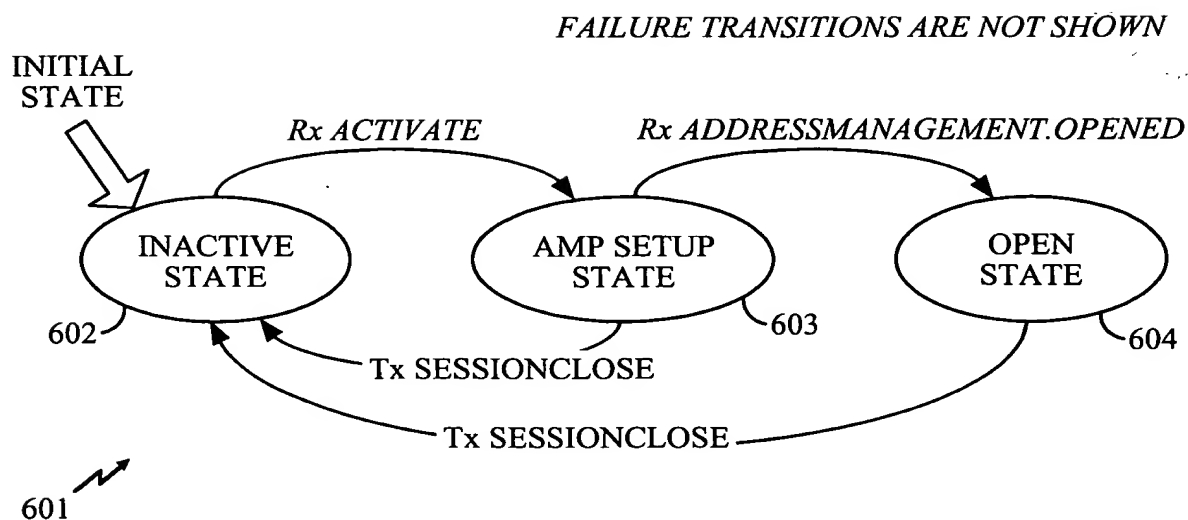 FAILURE TRANSITIONS ARE NOT SHOWN
INITIAL
STATE
Rx ACTIVATE
Rx ADDRESSMANAGEMENT.OPENED
INACTIVE
STATE
AMP SETUP
STATE
OPEN
STATE
602
603
604
Tx SESSIONCLOSE
Tx SESSIONCLOSE
601